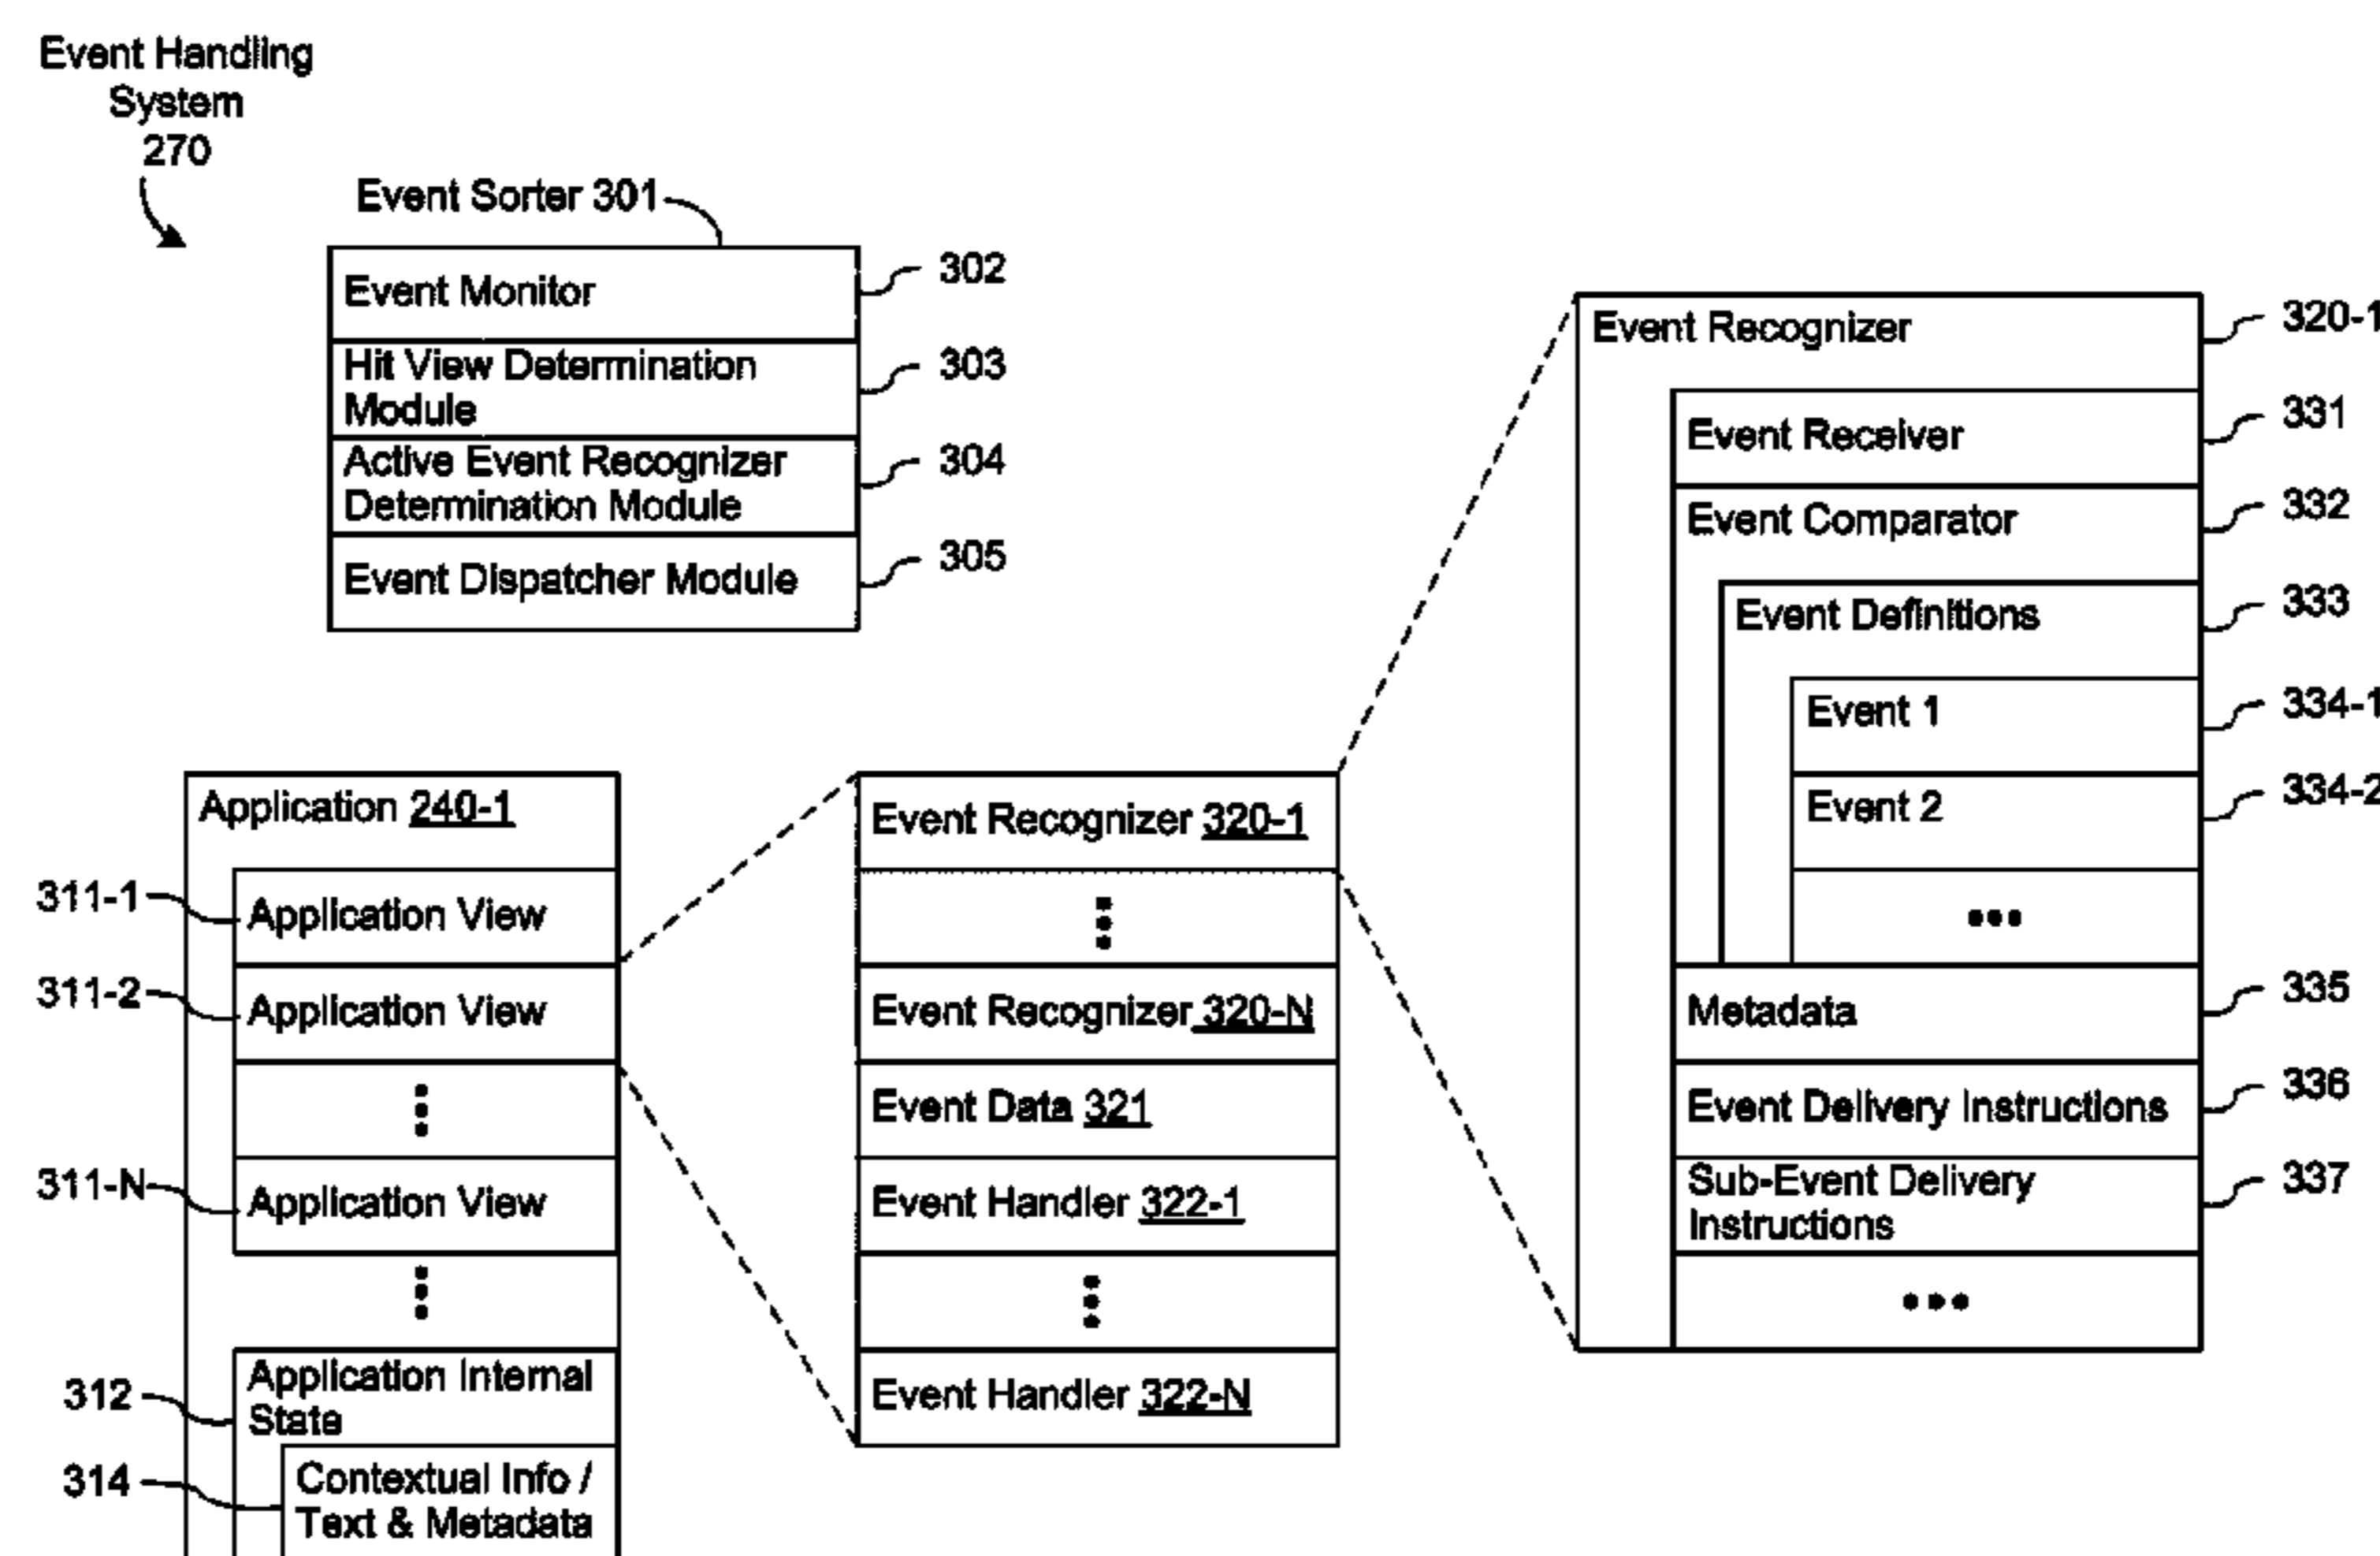 Event Handling
System
270
Event Sorter 301
Event Monitor
302
Hit View Determination
Module
303
Active Event Recognizer
Determination Module
304
Event Dispatcher Module
305
Application 240-1
311-1
Application View
311-2
Application View
311-N
Application View
312
Application Internal
State
314
Contextual Info /
Text & Metadata
Event Recognizer 320-1
Event Recognizer 320-N
Event Data 321
Event Handler 322-1
Event Handler 322-N
Event Recognizer
320-1
Event Receiver
331
Event Comparator
332
Event Definitions
333
Event 1
334-1
Event 2
334-2
Metadata
335
Event Delivery Instructions
336
Sub-Event Delivery
Instructions
337